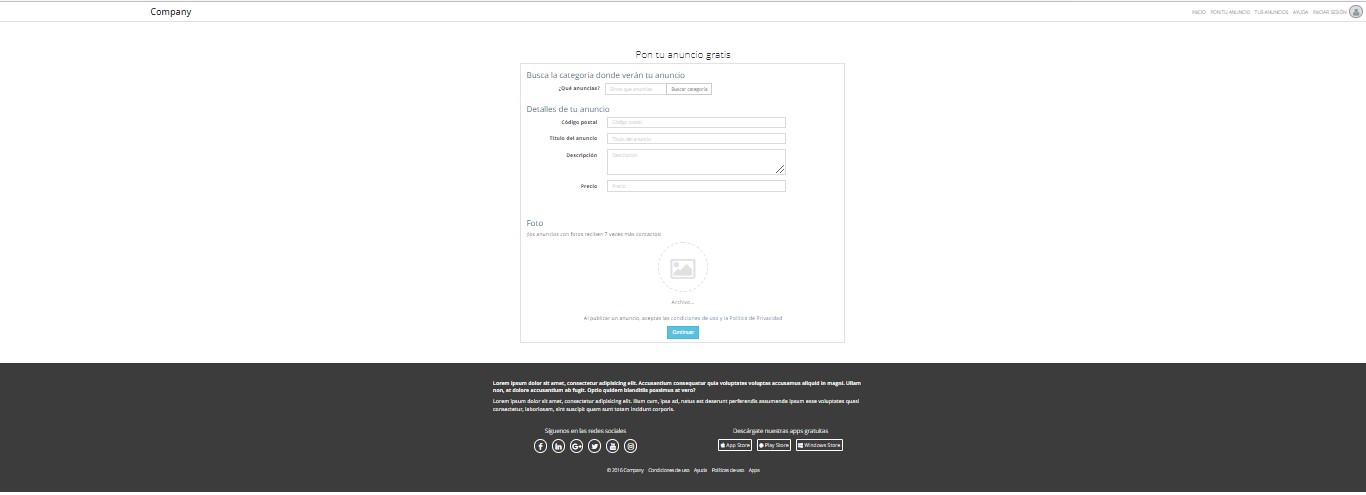 Company
INICIO PON TU ANUNCIO TUS ANUNCIOS AYUDA INICIAR SESIÓN
Pon tu anuncio gratis
Busca la categoría donde verán tu anuncio
¿Qué anuncias?
Buscar categoría
Detalles de tu anuncio
Código postal Código postal
Título del anuncio Título del anuncio
Descripción Descripción
Precio Precio
Foto
¡los anuncios con fotos reciben 7 veces más contactos!
Archivo...
Al publicar un anuncio, aceptas las condiciones de uso y la Política de Privacidad
Continuar
Lorem ipsum dolor sit amet, consectetur adipisicing elit. Accusantium consequatur quia voluptates voluptas accusamus aliquid in magni. Ullam
non, at dolore accusantium ab fugit. Optio quidem blanditiis possimus at vero?
Lorem ipsum dolor sit amet, consectetur adipisicing elit. Illum cum, ipsa ad, natus est deserunt perferendis assumenda ipsum esse voluptates quasi
consectetur, laboriosam, sint suscipit quam sunt totam incidunt corporis.
Síguenos en las redes sociales
Descárgate nuestras apps gratuitas
App Store Play Store Windows Store
© 2016 Company Condiciones de uso Ayuda Políticas de uso Apps